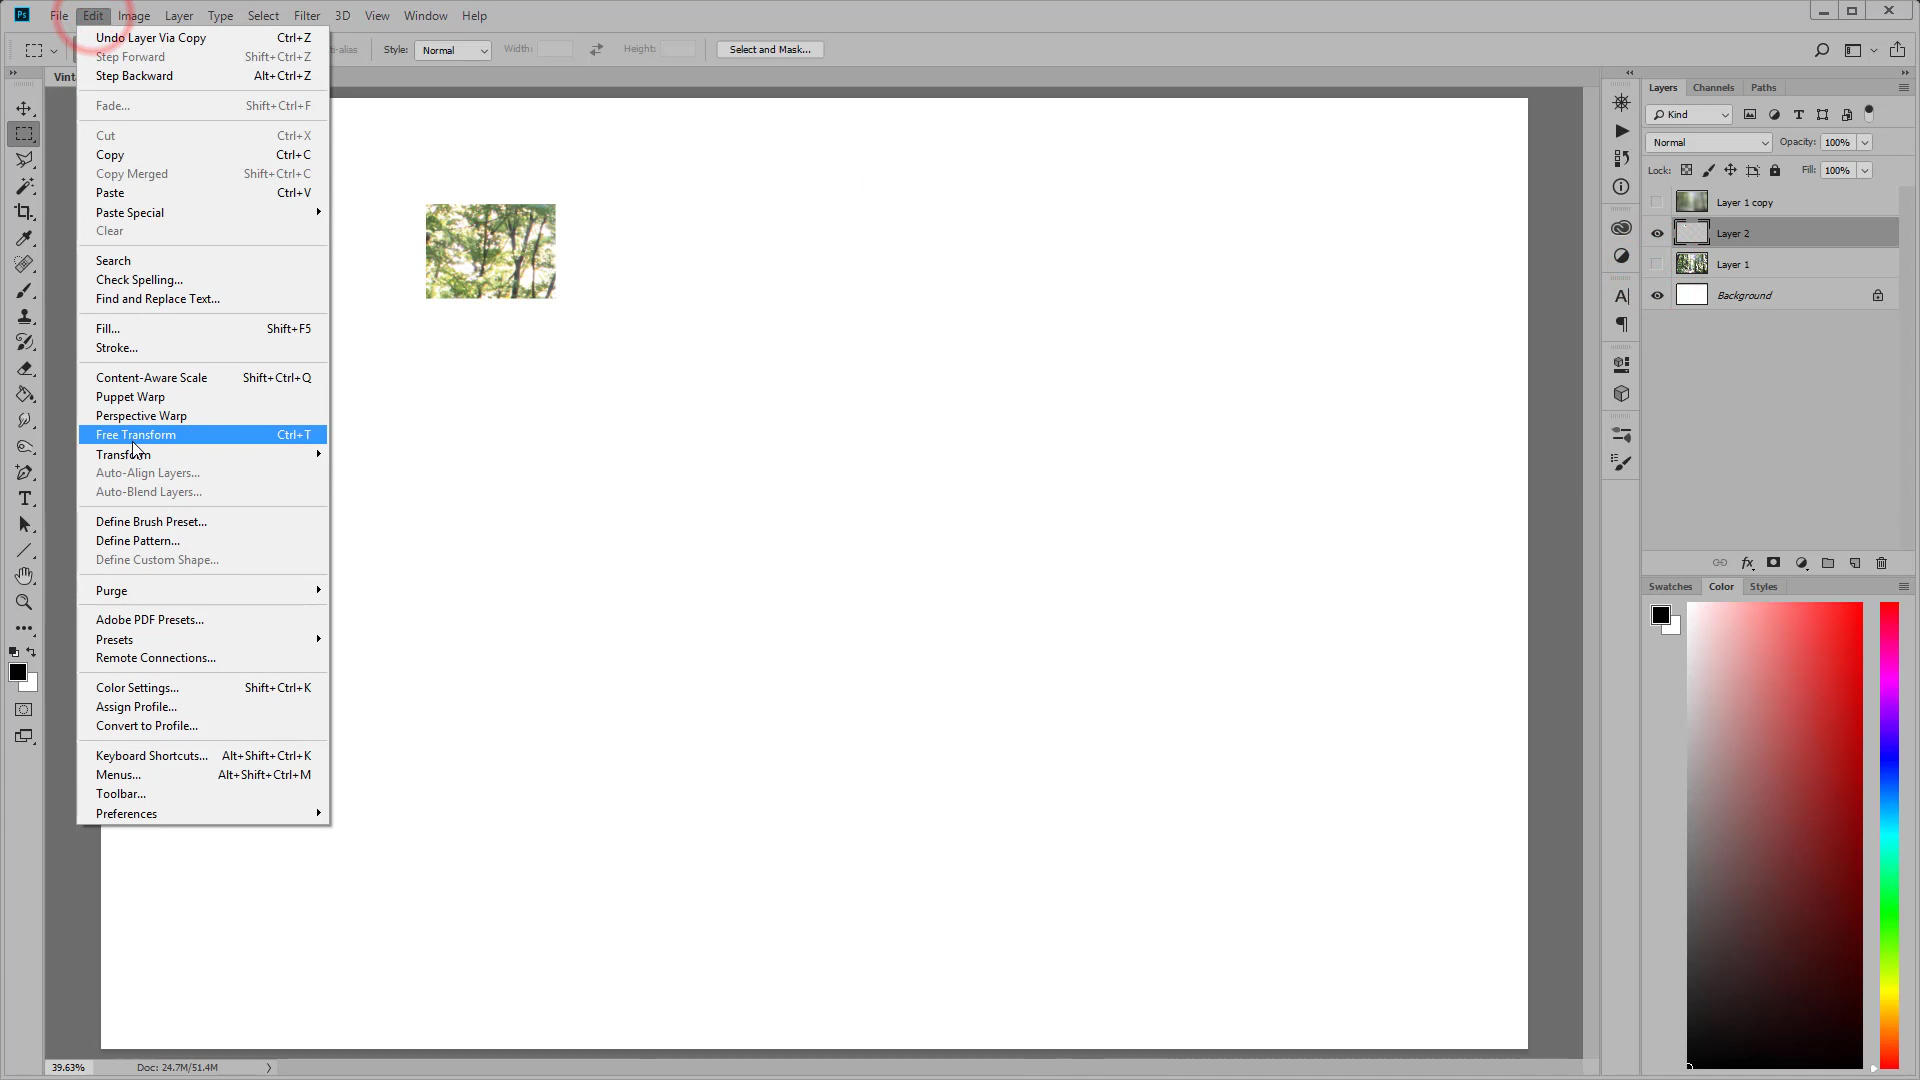 Ps File Edit Image Layer Type Select Filter 3D View Window Help
Style: Normal Width: Height: Select and Mask...
Undo Layer Via Copy Ctrl+Z
Step Forward Shift+Ctrl+Z
Step Backward Alt+Ctrl+Z
Fade... Shift+Ctrl+F
Cut Ctrl+X
Copy Ctrl+C
Copy Merged Shift+Ctrl+C
Paste Ctrl+V
Paste Special
Clear
Search
Check Spelling...
Find and Replace Text...
Fill... Shift+F5
Stroke...
Content-Aware Scale Shift+Ctrl+Q
Puppet Warp
Perspective Warp
Free Transform Ctrl+T
Transform
Auto-Align Layers...
Auto-Blend Layers...
Define Brush Preset...
Define Pattern...
Define Custom Shape...
Purge
Adobe PDF Presets...
Presets
Remote Connections...
Color Settings... Shift+Ctrl+K
Assign Profile...
Convert to Profile...
Keyboard Shortcuts... Alt+Shift+Ctrl+K
Menus... Alt+Shift+Ctrl+M
Toolbar...
Preferences
Layers Channels Paths
Kind
Normal Opacity: 100%
Lock: Fill: 100%
Layer 1 copy
Layer 2
Layer 1
Background
Swatches Color Styles
39.63% Doc: 24.7M/51.4M